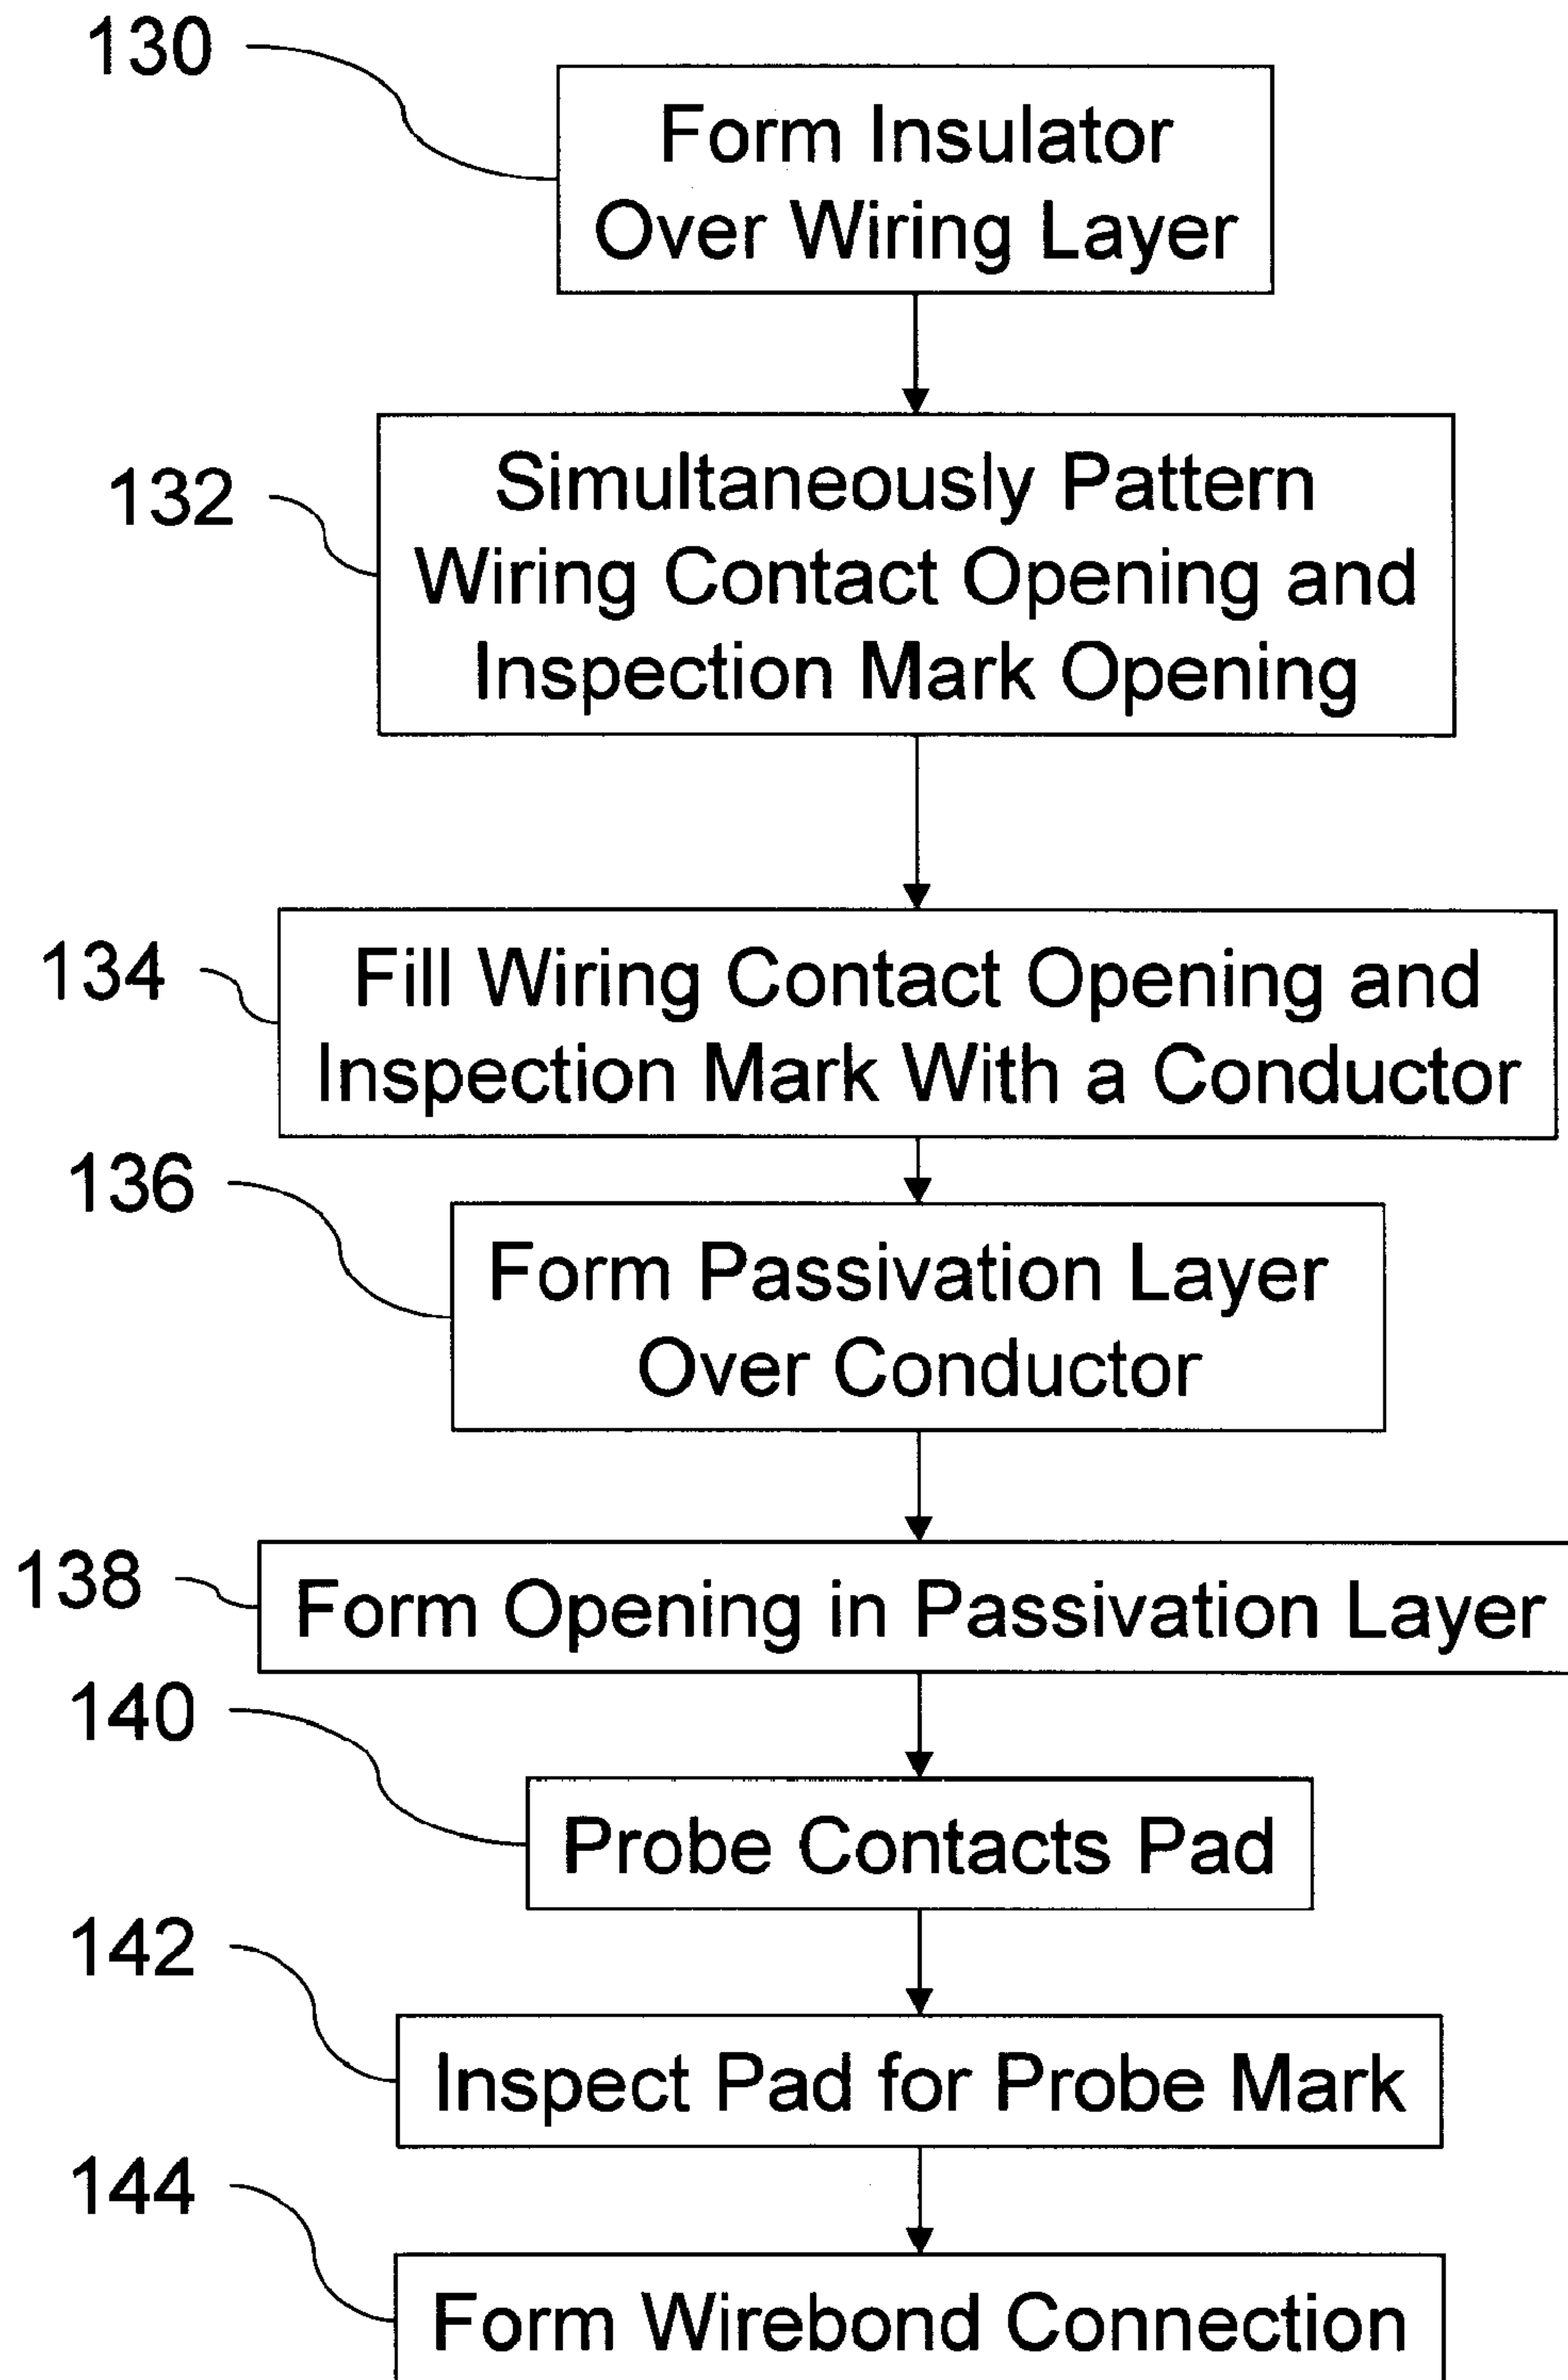 130
Form Insulator
Over Wiring Layer
132
Simultaneously Pattern
Wiring Contact Opening and
Inspection Mark Opening
134
Fill Wiring Contact Opening and
Inspection Mark With a Conductor
136
Form Passivation Layer
Over Conductor
138
Form Opening in Passivation Layer
140
Probe Contacts Pad
142
Inspect Pad for Probe Mark
144
Form Wirebond Connection